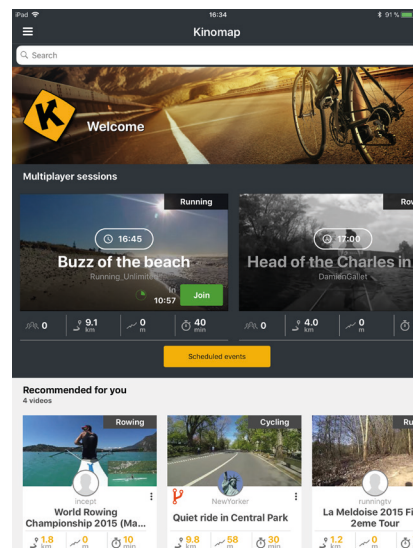 iPad 16:34 91 %
Kinomap
Search
Welcome
Multiplayer sessions
Running
16:45
Buzz of the beach
Running_Unlimited
In
10:57 Join
0 9.1 km 0 m 40 min
Ro
17:00
Head of the Charles in
DamienGallet
0 4.0 km 0 m min
Scheduled events
Recommended for you
4 videos
Rowing
incept
World Rowing
Championship 2015 (Ma...
1.8 km 0 m 10 min
Cycling
NewYorker
Quiet ride in Central Park
9.8 km 58 m 30 min
Ru
runningtv
La Meldoise 2015 Fi
2eme Tour
1.2 km 0 m